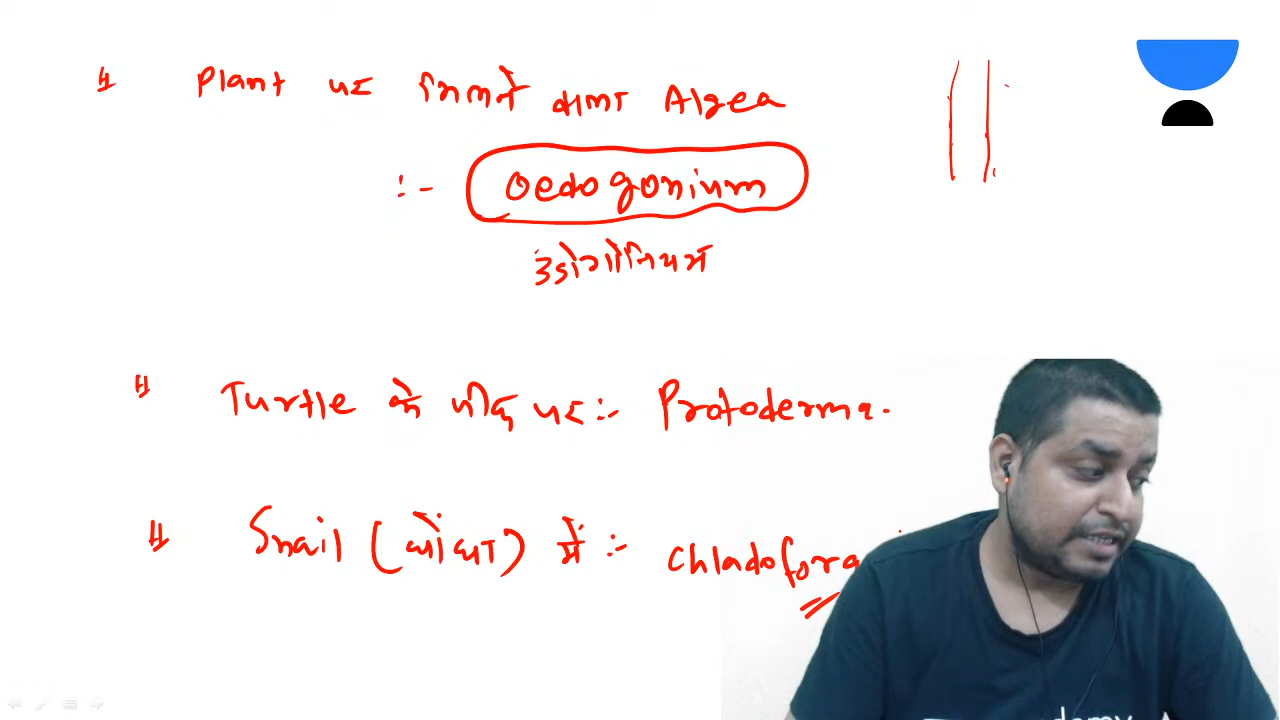 # Plant पर मिलने वाला Algea
:- Oedogonium
उडोगोनियम
# Turtle के पीठ पर :- Protoderma.
# Snail (घोंघा) में :- Chladofora